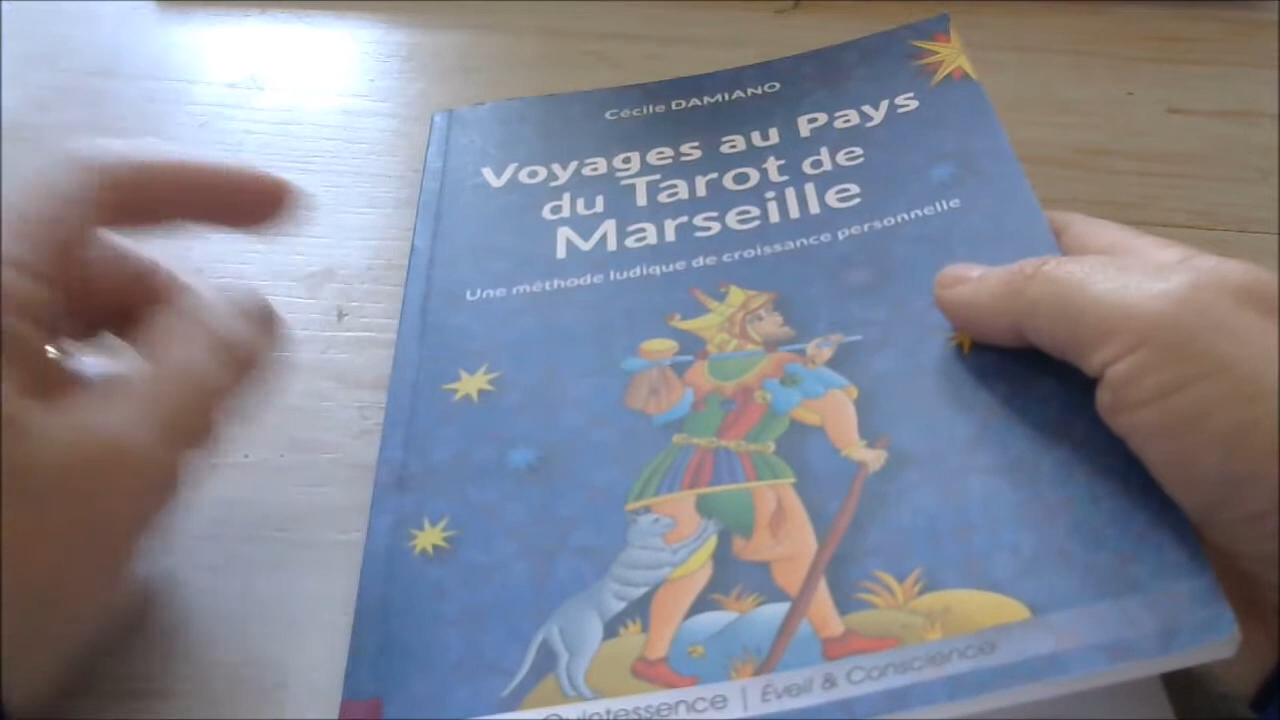 Cécile DAMIANO
Voyages au Pays
du Tarot de
Marseille
Une méthode ludique de croissance personnelle
Quintessence | Éveil & Conscience